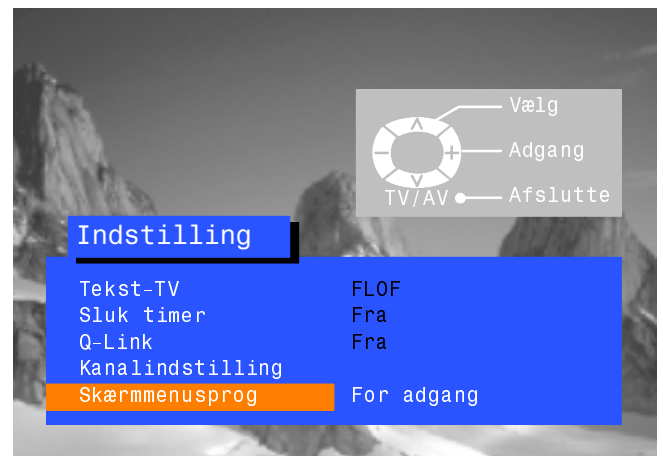 Vælg
Adgang
TV/AV Afslutte
Indstilling
Tekst-TV FLOF
Sluk timer Fra
Q-Link Fra
Kanalindstilling
Skærmmenusprog For adgang